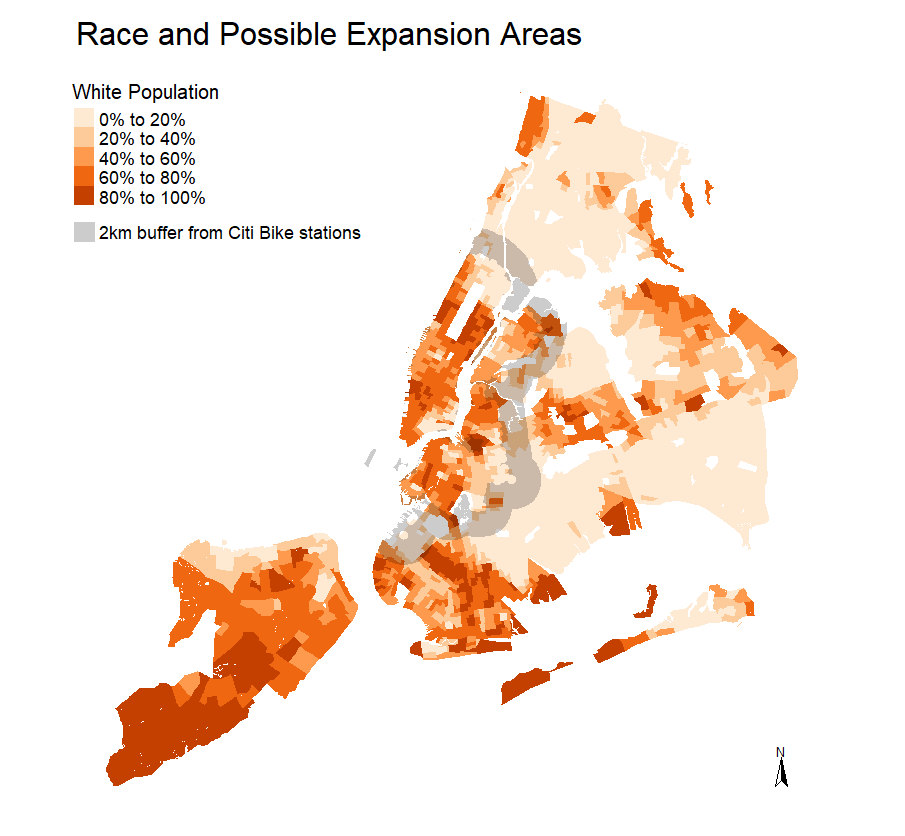 Race and Possible Expansion Areas
White Population
0% to 20%
20% to 40%
40% to 60%
60% to 80%
80% to 100%
2km buffer from Citi Bike stations
N